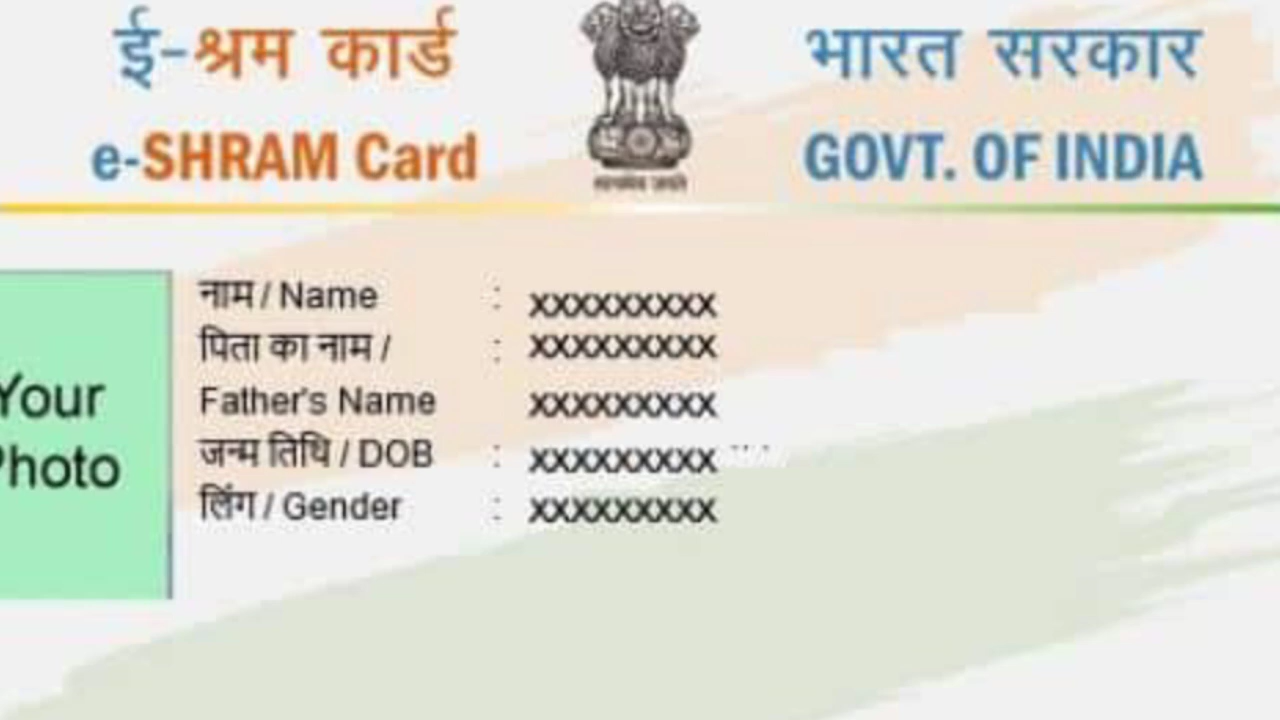 ई-श्रम कार्ड
e-SHRAM Card
भारत सरकार
GOVT. OF INDIA
Your
Photo
नाम / Name : xxxxxxxxx
पिता का नाम / : xxxxxxxxx
Father's Name xxxxxxxxx
जन्म तिथि / DOB : xxxxxxxxx
लिंग / Gender : xxxxxxxxx